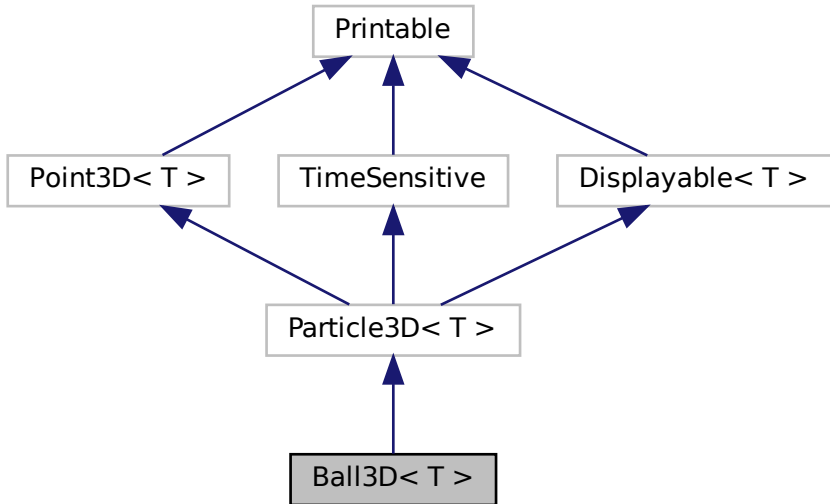 Printable
Point3D< T >
TimeSensitive
Displayable< T >
Particle3D< T >
Ball3D< T >